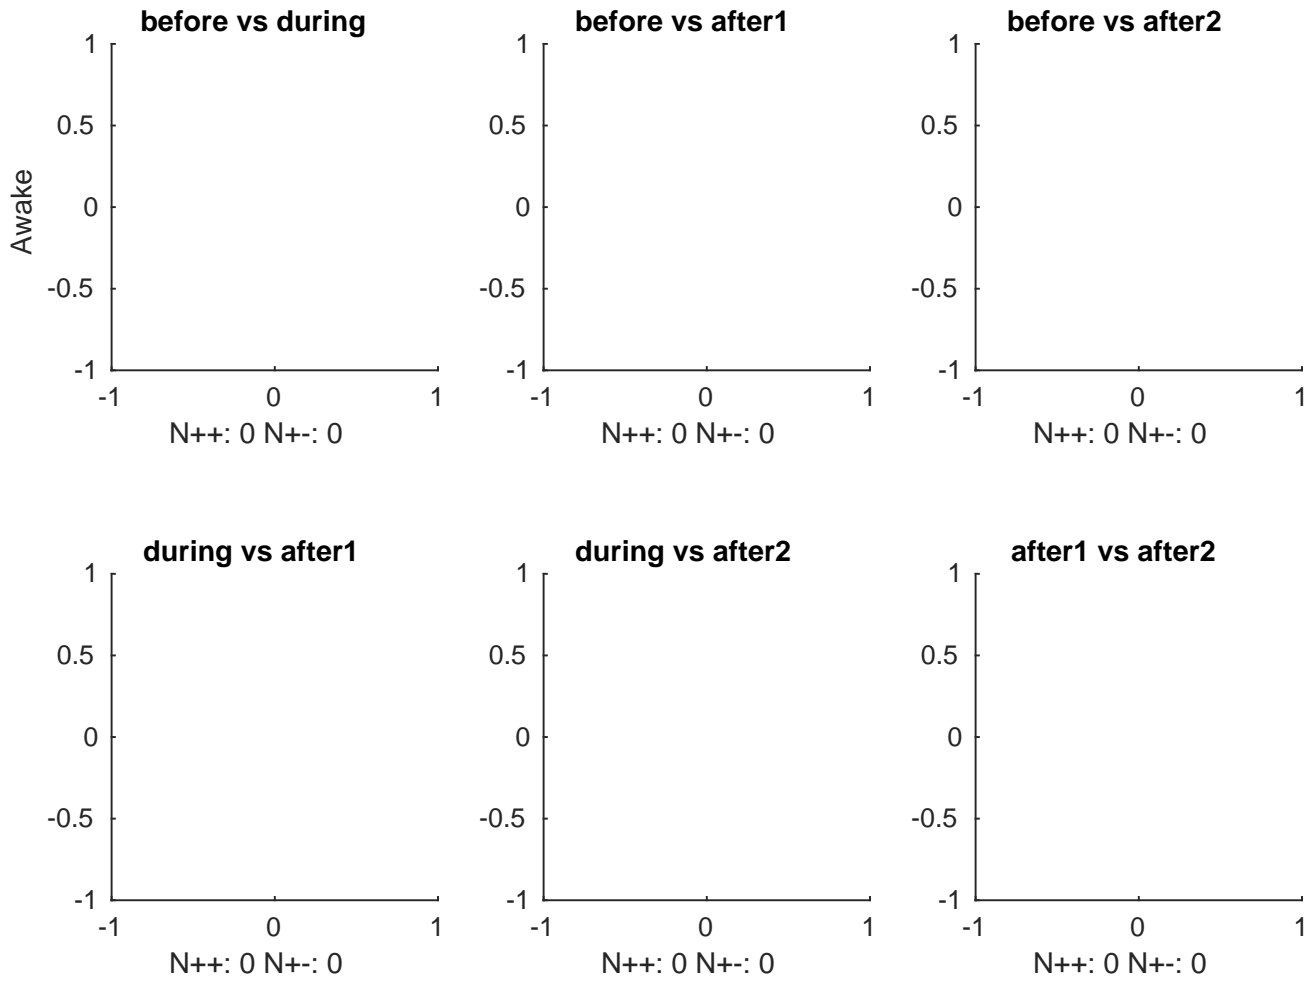 before vs during
before vs after1
before vs after2
1
0.5
0
-0.5
-1
Awake
-1 0 1
N++: 0 N+-: 0
1
0.5
0
-0.5
-1
-1 0 1
N++: 0 N+-: 0
1
0.5
0
-0.5
-1
-1 0 1
N++: 0 N+-: 0
during vs after1
during vs after2
after1 vs after2
1
0.5
0
-0.5
-1
-1 0 1
N++: 0 N+-: 0
1
0.5
0
-0.5
-1
-1 0 1
N++: 0 N+-: 0
1
0.5
0
-0.5
-1
-1 0 1
N++: 0 N+-: 0